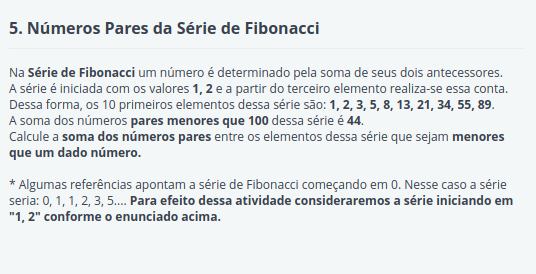 5. Números Pares da Série de Fibonacci
Na Série de Fibonacci um número é determinado pela soma de seus dois antecessores.
A série é iniciada com os valores 1, 2 e a partir do terceiro elemento realiza-se essa conta.
Dessa forma, os 10 primeiros elementos dessa série são: 1, 2, 3, 5, 8, 13, 21, 34, 55, 89.
A soma dos números pares menores que 100 dessa série é 44.
Calcule a soma dos números pares entre os elementos dessa série que sejam menores
que um dado número.
* Algumas referências apontam a série de Fibonacci começando em 0. Nesse caso a série
seria: 0, 1, 1, 2, 3, 5.... Para efeito dessa atividade consideraremos a série iniciando em
"1, 2" conforme o enunciado acima.